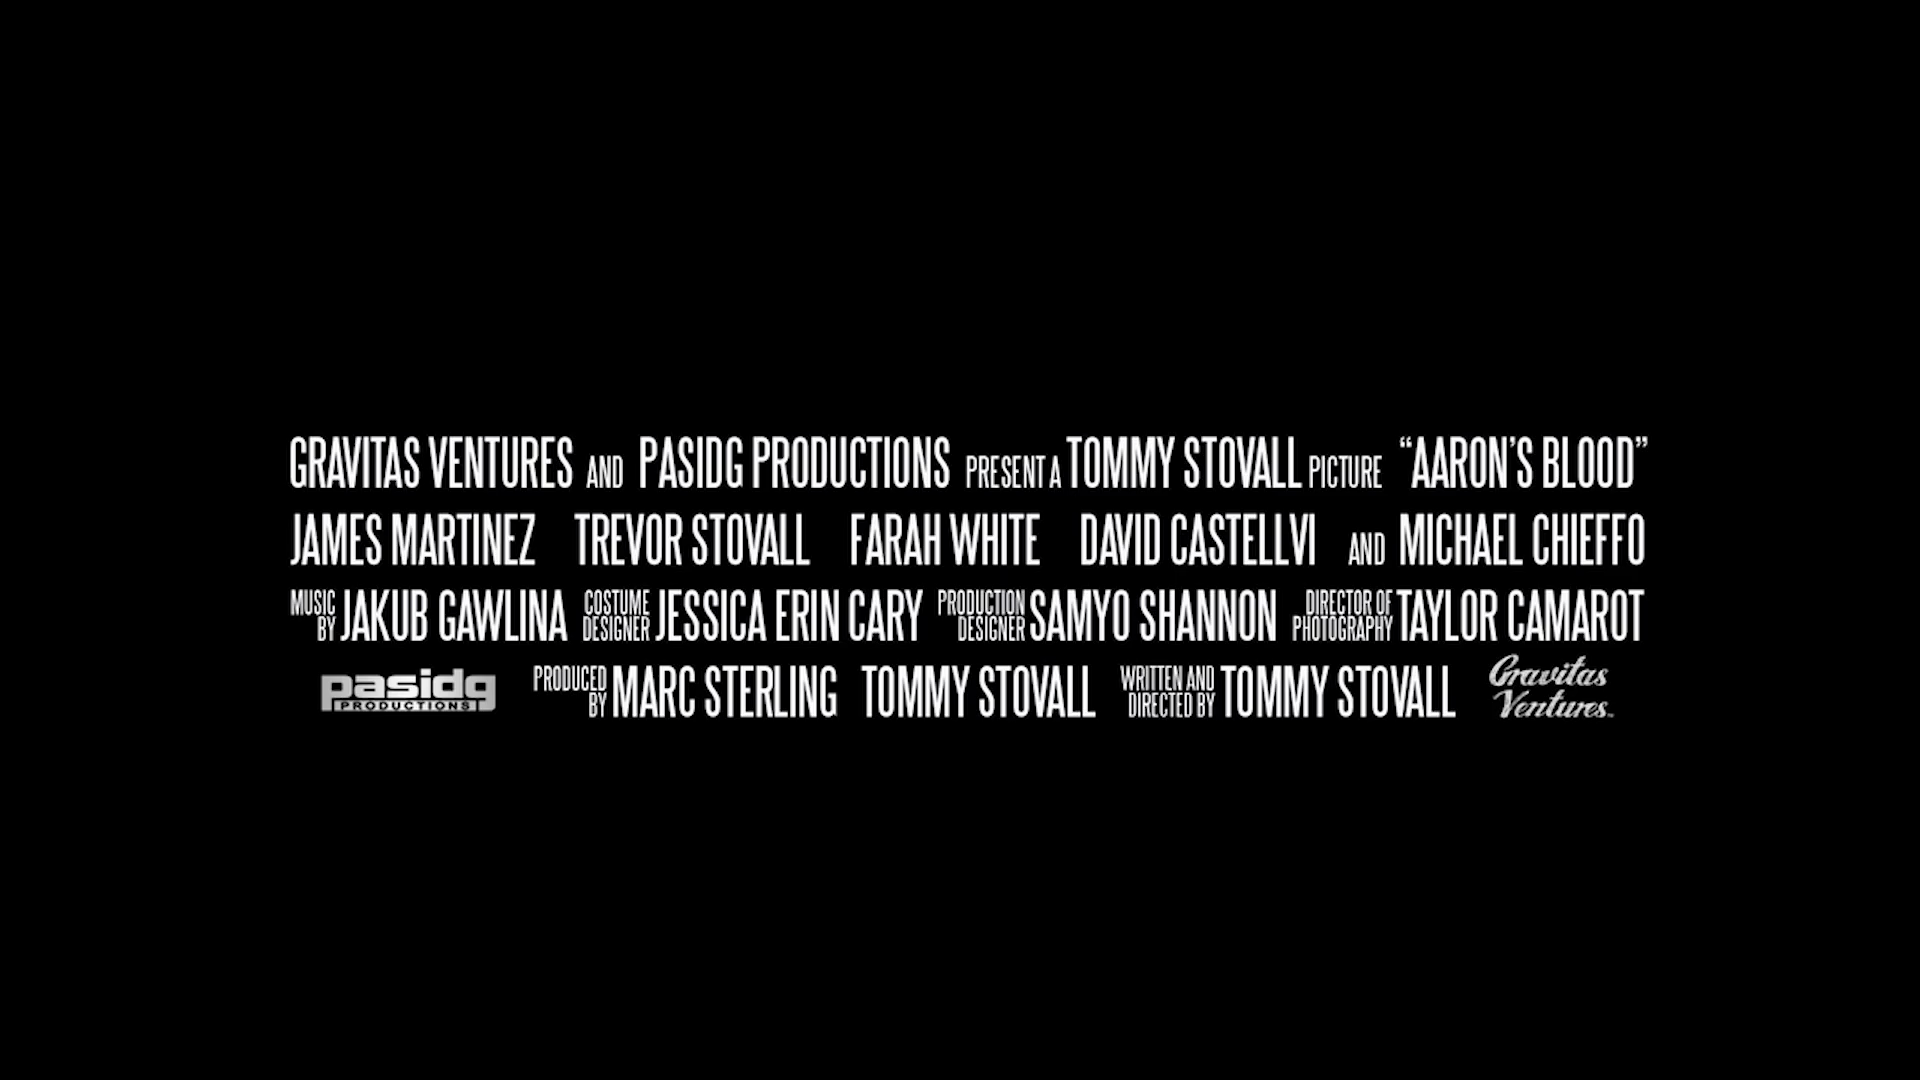 GRAVITAS VENTURES AND PASIDG PRODUCTIONS PRESENT A TOMMY STOVALL PICTURE “AARON’S BLOOD”
JAMES MARTINEZ TREVOR STOVALL FARAH WHITE DAVID CASTELLVI AND MICHAEL CHIEFFO
MUSIC BY JAKUB GAWLINA COSTUME DESIGNER JESSICA ERIN CARY PRODUCTION DESIGNER SAMYO SHANNON DIRECTOR OF PHOTOGRAPHY TAYLOR CAMAROT
pasidg PRODUCTIONS PRODUCED BY MARC STERLING TOMMY STOVALL WRITTEN AND DIRECTED BY TOMMY STOVALL Gravitas Ventures